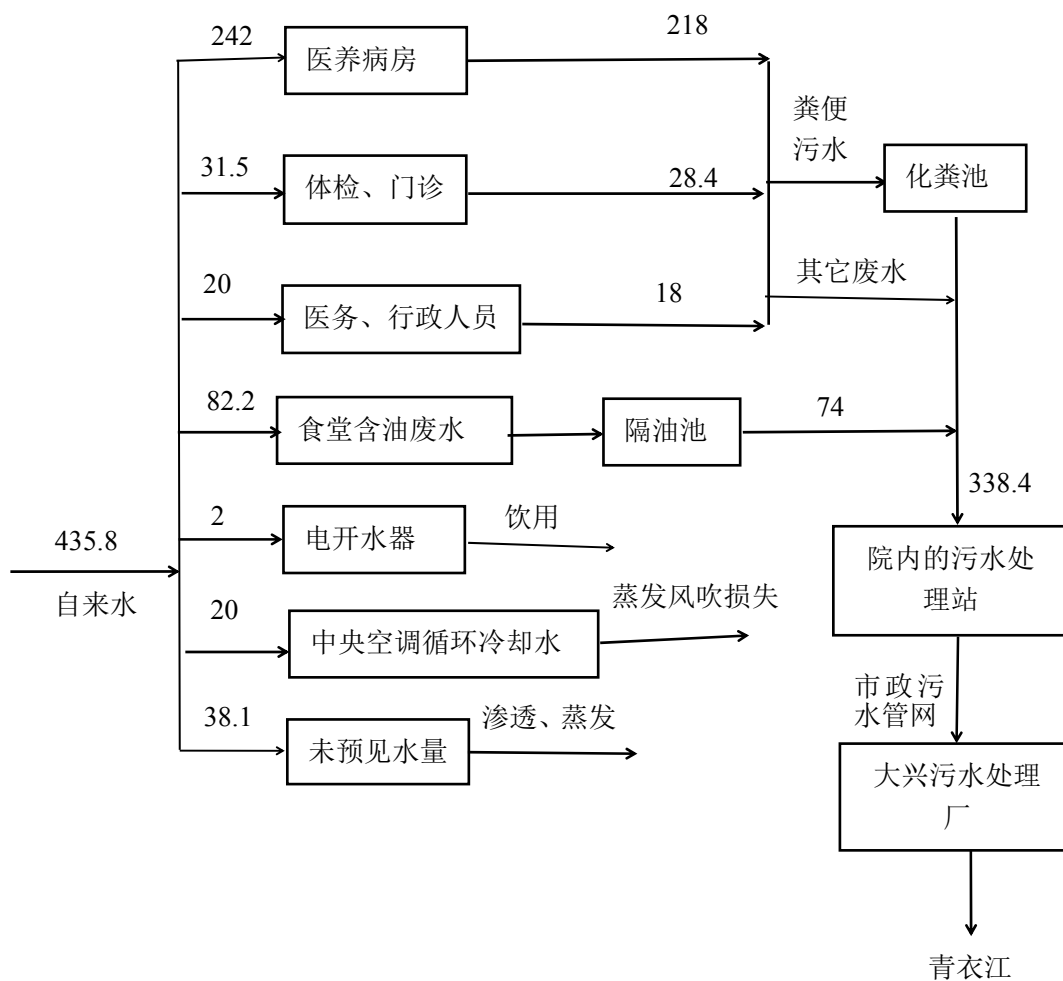 242
医养病房
218
粪便
污水
化粪池
31.5
体检、门诊
28.4
其它废水
20
医务、行政人员
18
82.2
食堂含油废水
隔油池
74
338.4
2
电开水器
饮用
435.8
自来水
院内的污水处
理站
20
中央空调循环冷却水
蒸发风吹损失
市政污
水管网
38.1
未预见水量
渗透、蒸发
大兴污水处理
厂
青衣江